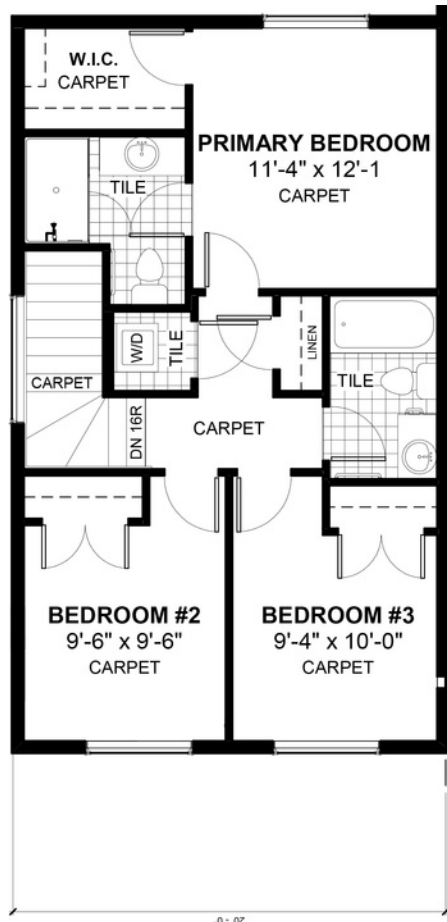 W.I.C.
CARPET
PRIMARY BEDROOM
11'-4" x 12'-1
CARPET
TILE
W/D
TILE
LINEN
TILE
CARPET
DN 16R
CARPET
BEDROOM #2
9'-6" x 9'-6"
CARPET
BEDROOM #3
9'-4" x 10'-0"
CARPET